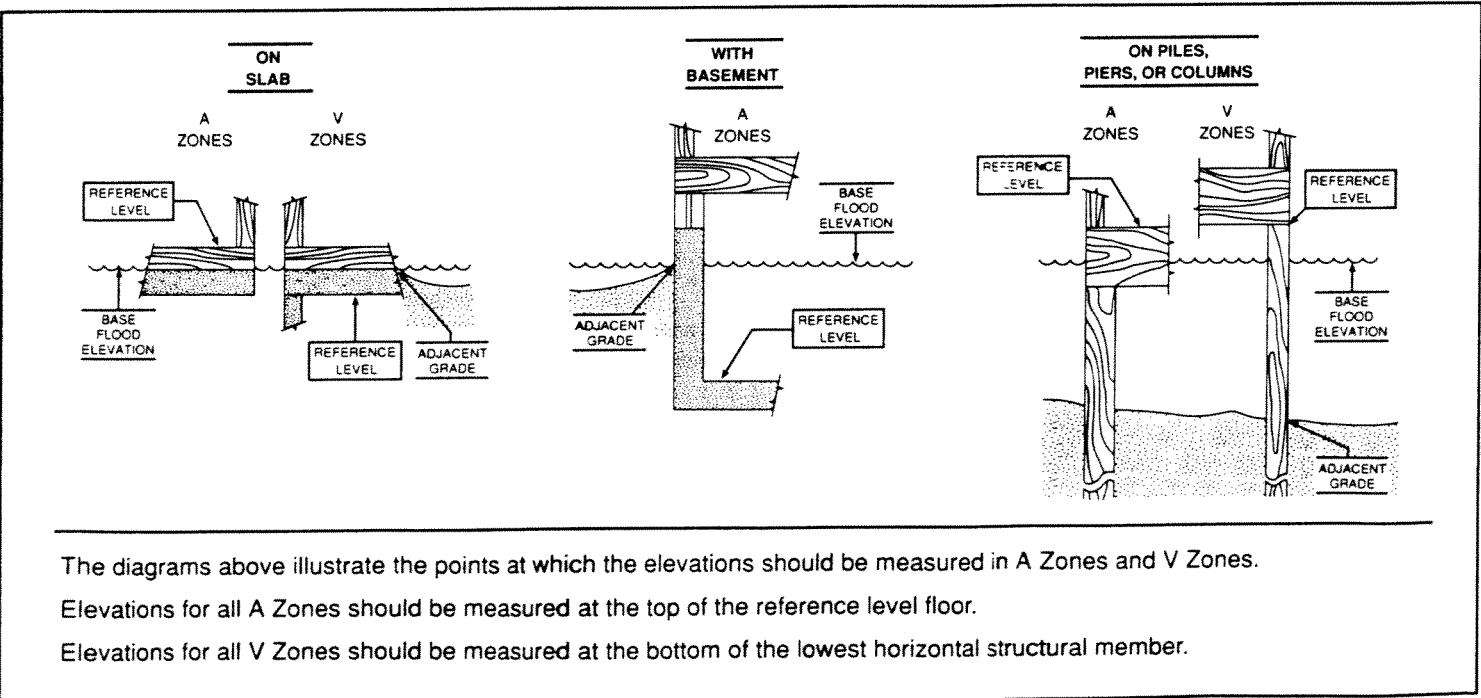 ON
SLAB
A
ZONES
V
ZONES
REFERENCE
LEVEL
BASE
FLOOD
ELEVATION
REFERENCE
LEVEL
ADJACENT
GRADE
WITH
BASEMENT
A
ZONES
BASE
FLOOD
ELEVATION
ADJACENT
GRADE
REFERENCE
LEVEL
ON PILES,
PIERS, OR COLUMNS
A
ZONES
V
ZONES
REFERENCE
LEVEL
REFERENCE
LEVEL
BASE
FLOOD
ELEVATION
ADJACENT
GRADE
The diagrams above illustrate the points at which the elevations should be measured in A Zones and V Zones.
Elevations for all A Zones should be measured at the top of the reference level floor.
Elevations for all V Zones should be measured at the bottom of the lowest horizontal structural member.